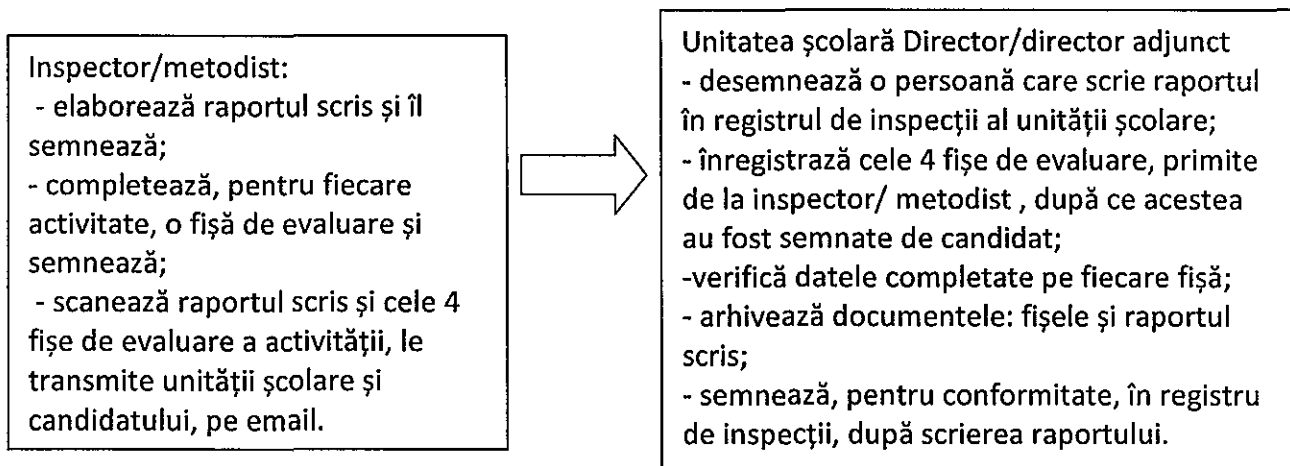 Inspector/metodist:
- elaborează raportul scris și îl
semnează;
- completează, pentru fiecare
activitate, o fișă de evaluare și
semnează;
- scanează raportul scris și cele 4
fișe de evaluare a activității, le
transmite unității școlare și
candidatului, pe email.
Unitatea școlară Director/director adjunct
- desemnează o persoană care scrie raportul
în registrul de inspecții al unității școlare;
- înregistrază cele 4 fișe de evaluare, primite
de la inspector/ metodist , după ce acestea
au fost semnate de candidat;
-verifică datele completate pe fiecare fișă;
- arhivează documentele: fișele și raportul
scris;
- semnează, pentru conformitate, în registru
de inspecții, după scrierea raportului.